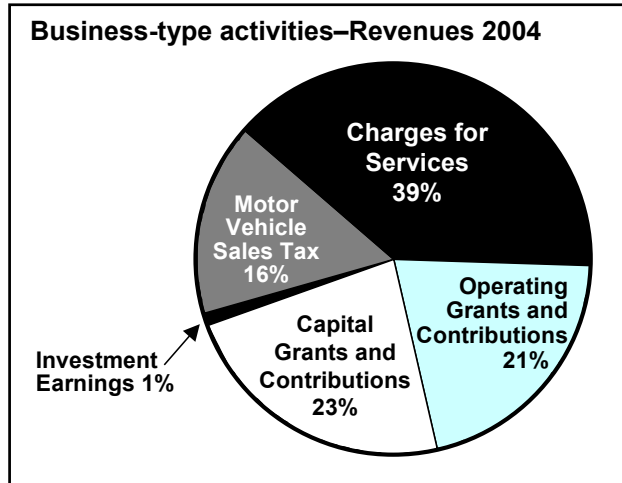 Business-type activities–Revenues 2004
Charges for
Services
39%
Motor
Vehicle
Sales Tax
16%
Operating
Grants and
Contributions
21%
Capital
Grants and
Contributions
23%
Investment
Earnings 1%